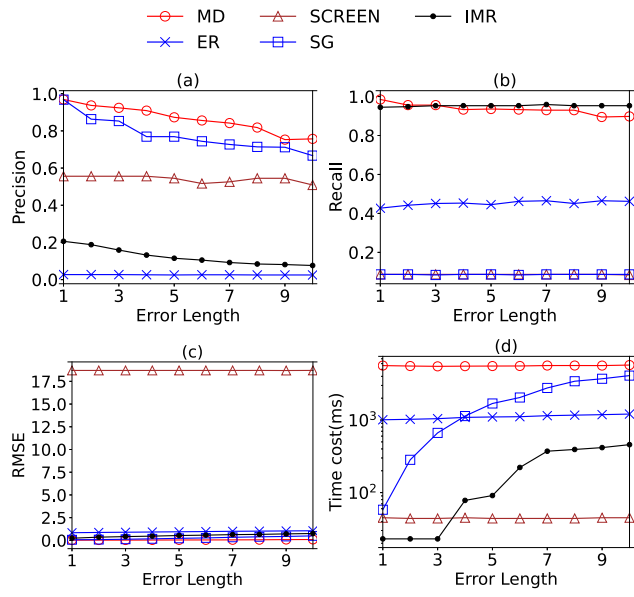 MD SCREEN IMR
ER SG
(a) (b)
1.0 0.8 0.6 0.4 0.2 0.0
Precision
1 3 5 7 9
Error Length
1.0 0.8 0.6 0.4 0.2
Recall
1 3 5 7 9
Error Length
(c) (d)
17.5 15.0 12.5 10.0 7.5 5.0 2.5 0.0
RMSE
1 3 5 7 9
Error Length
10³ 10²
Time cost(ms)
1 3 5 7 9
Error Length